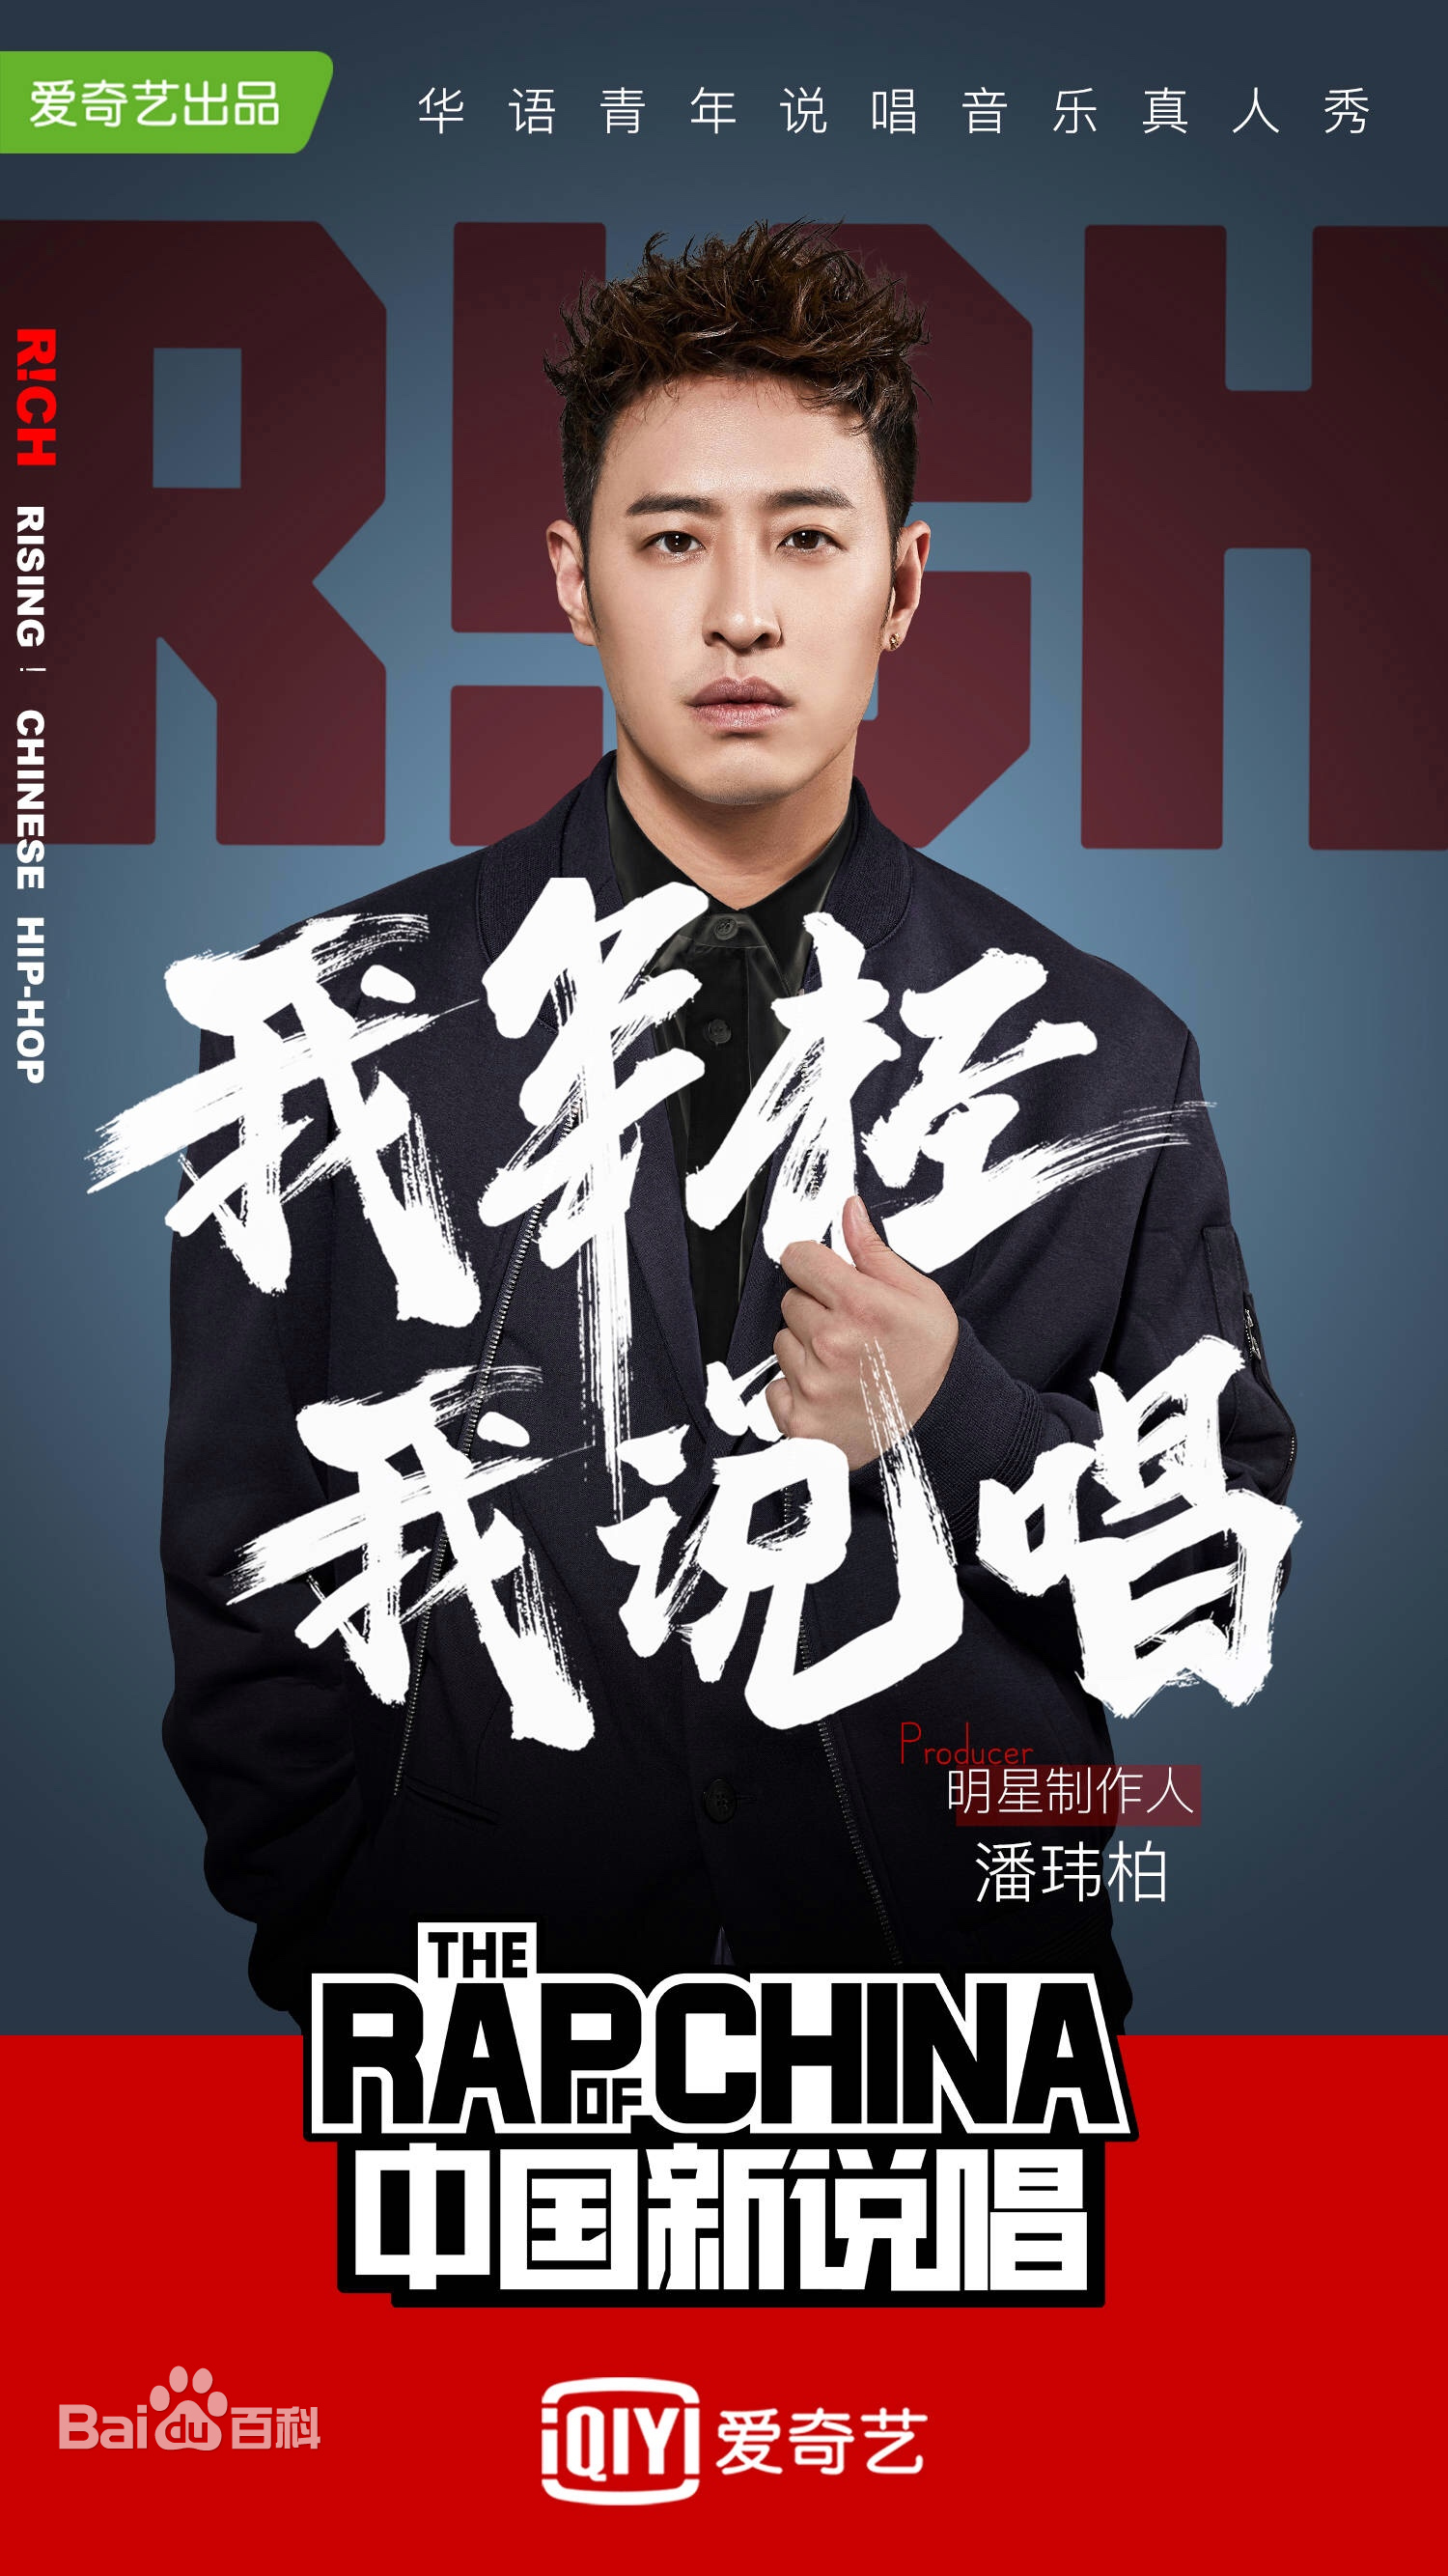 爱奇艺出品
华语青年说唱音乐真人秀
R!CH
R!CH RISING! CHINESE HIP-HOP
我年轻
我说唱
Producer
明星制作人
潘玮柏
THE
RAP OF CHINA
中国新说唱
Baidu百科
iQIYI 爱奇艺